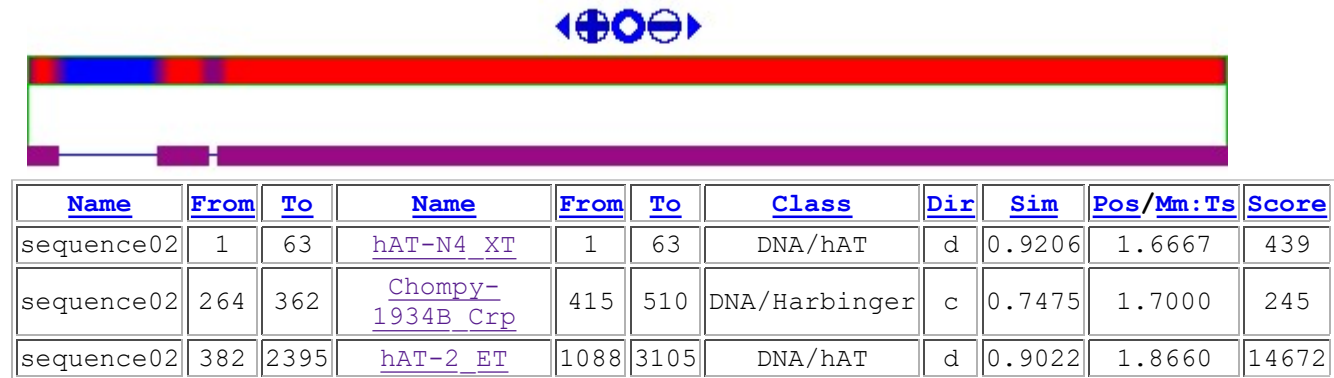 Name From To Name From To Class Dir Sim Pos/Mm:Ts Score
sequence02 1 63 hAT-N4_XT 1 63 DNA/hAT d 0.9206 1.6667 439
sequence02 264 362 Chompy-
1934B_Crp 415 510 DNA/Harbinger c 0.7475 1.7000 245
sequence02 382 2395 hAT-2_ET 1088 3105 DNA/hAT d 0.9022 1.8660 14672